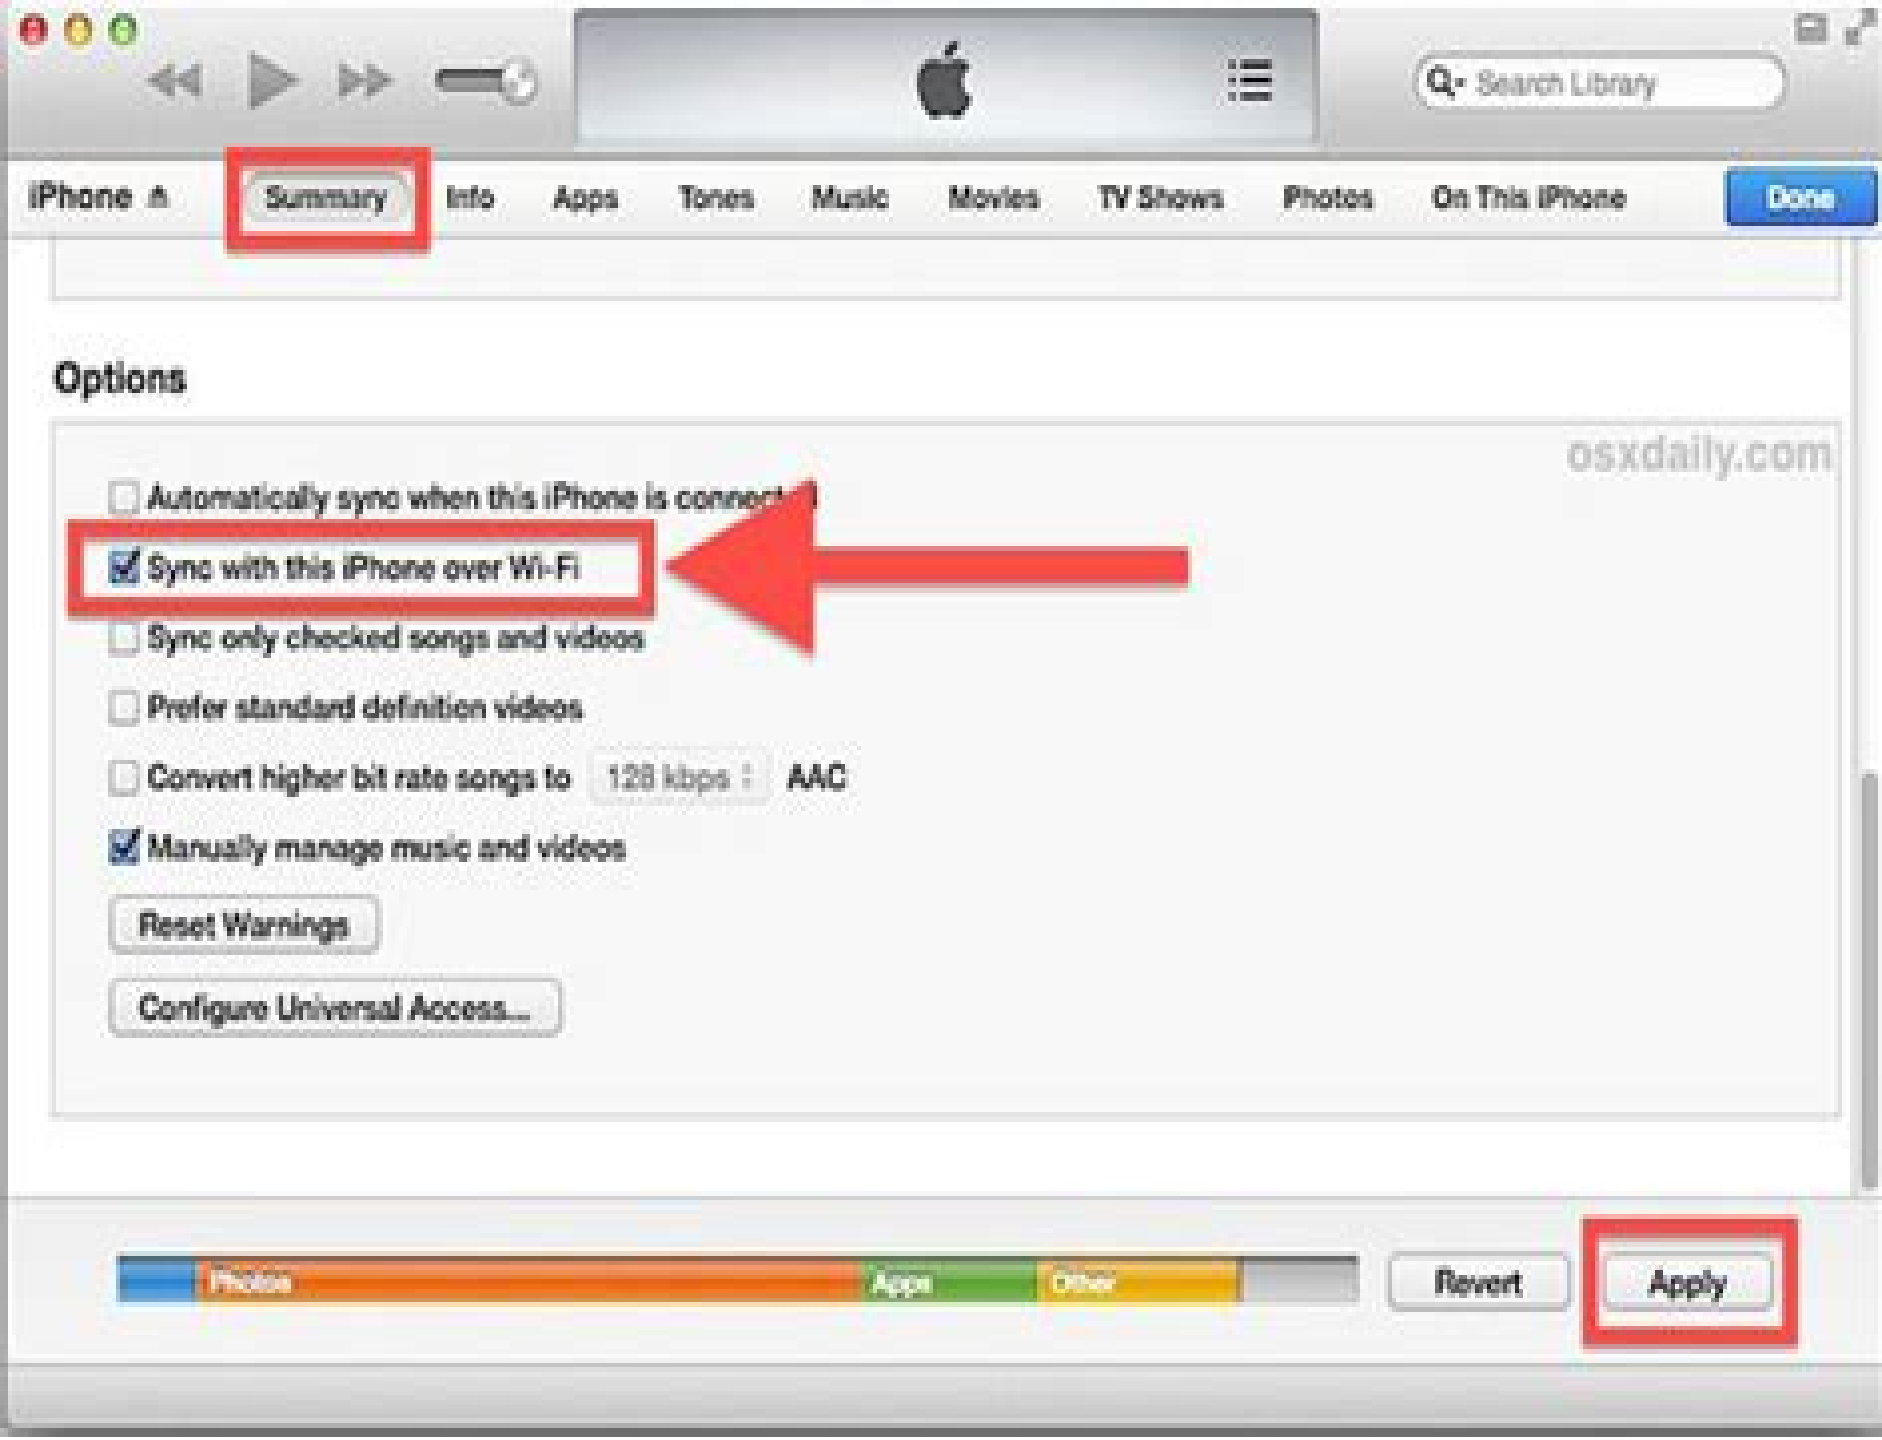 Search Library
iPhone Summary Info Apps Tones Music Movies TV Shows Photos On This iPhone Done
Options
osxdaily.com
Automatically sync when this iPhone is
Sync with this iPhone over Wi-Fi
Sync only checked songs and videos
Prefer standard definition videos
Convert higher bit rate songs to 128 kbps AAC
Manually manage music and videos
Reset Warnings
Configure Universal Access...
Photos Apps Other Revert Apply